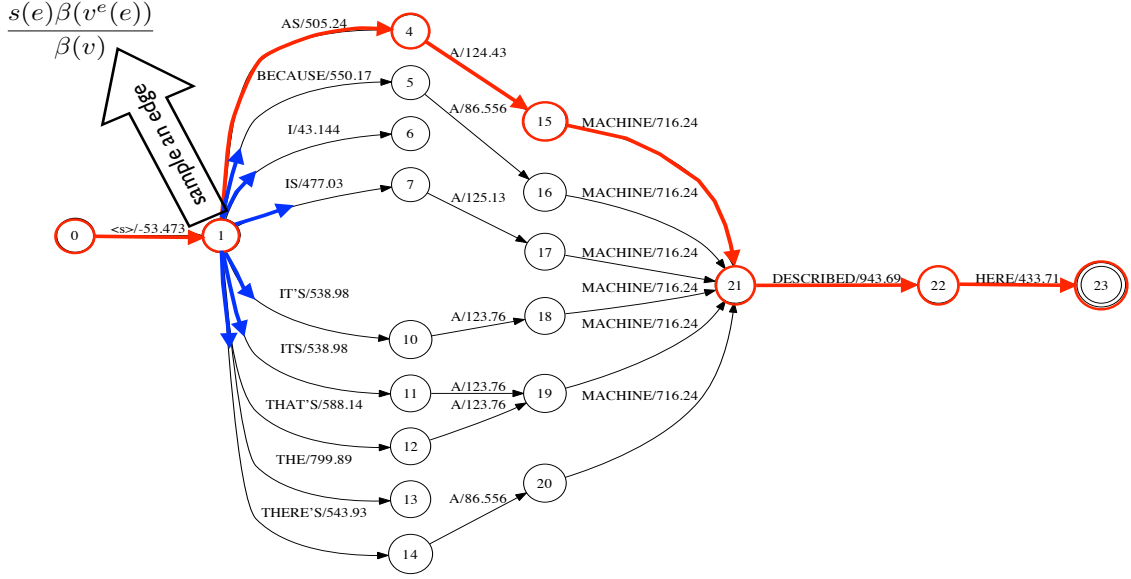 s(e)β(vᵉ(e))
β(v)
sample an edge
AS/505.24
4
A/124.43
BECAUSE/550.17
5
A/86.556
15
MACHINE/716.24
I/43.144
6
IS/477.03
7
A/125.13
16
MACHINE/716.24
0
<s>/-53.473
1
17
MACHINE/716.24
21
DESCRIBED/943.69
22
HERE/433.71
23
IT'S/538.98
10
A/123.76
18
MACHINE/716.24
ITS/538.98
11
A/123.76
19
MACHINE/716.24
THAT'S/588.14
12
A/123.76
MACHINE/716.24
THE/799.89
13
A/86.556
20
THERE'S/543.93
14